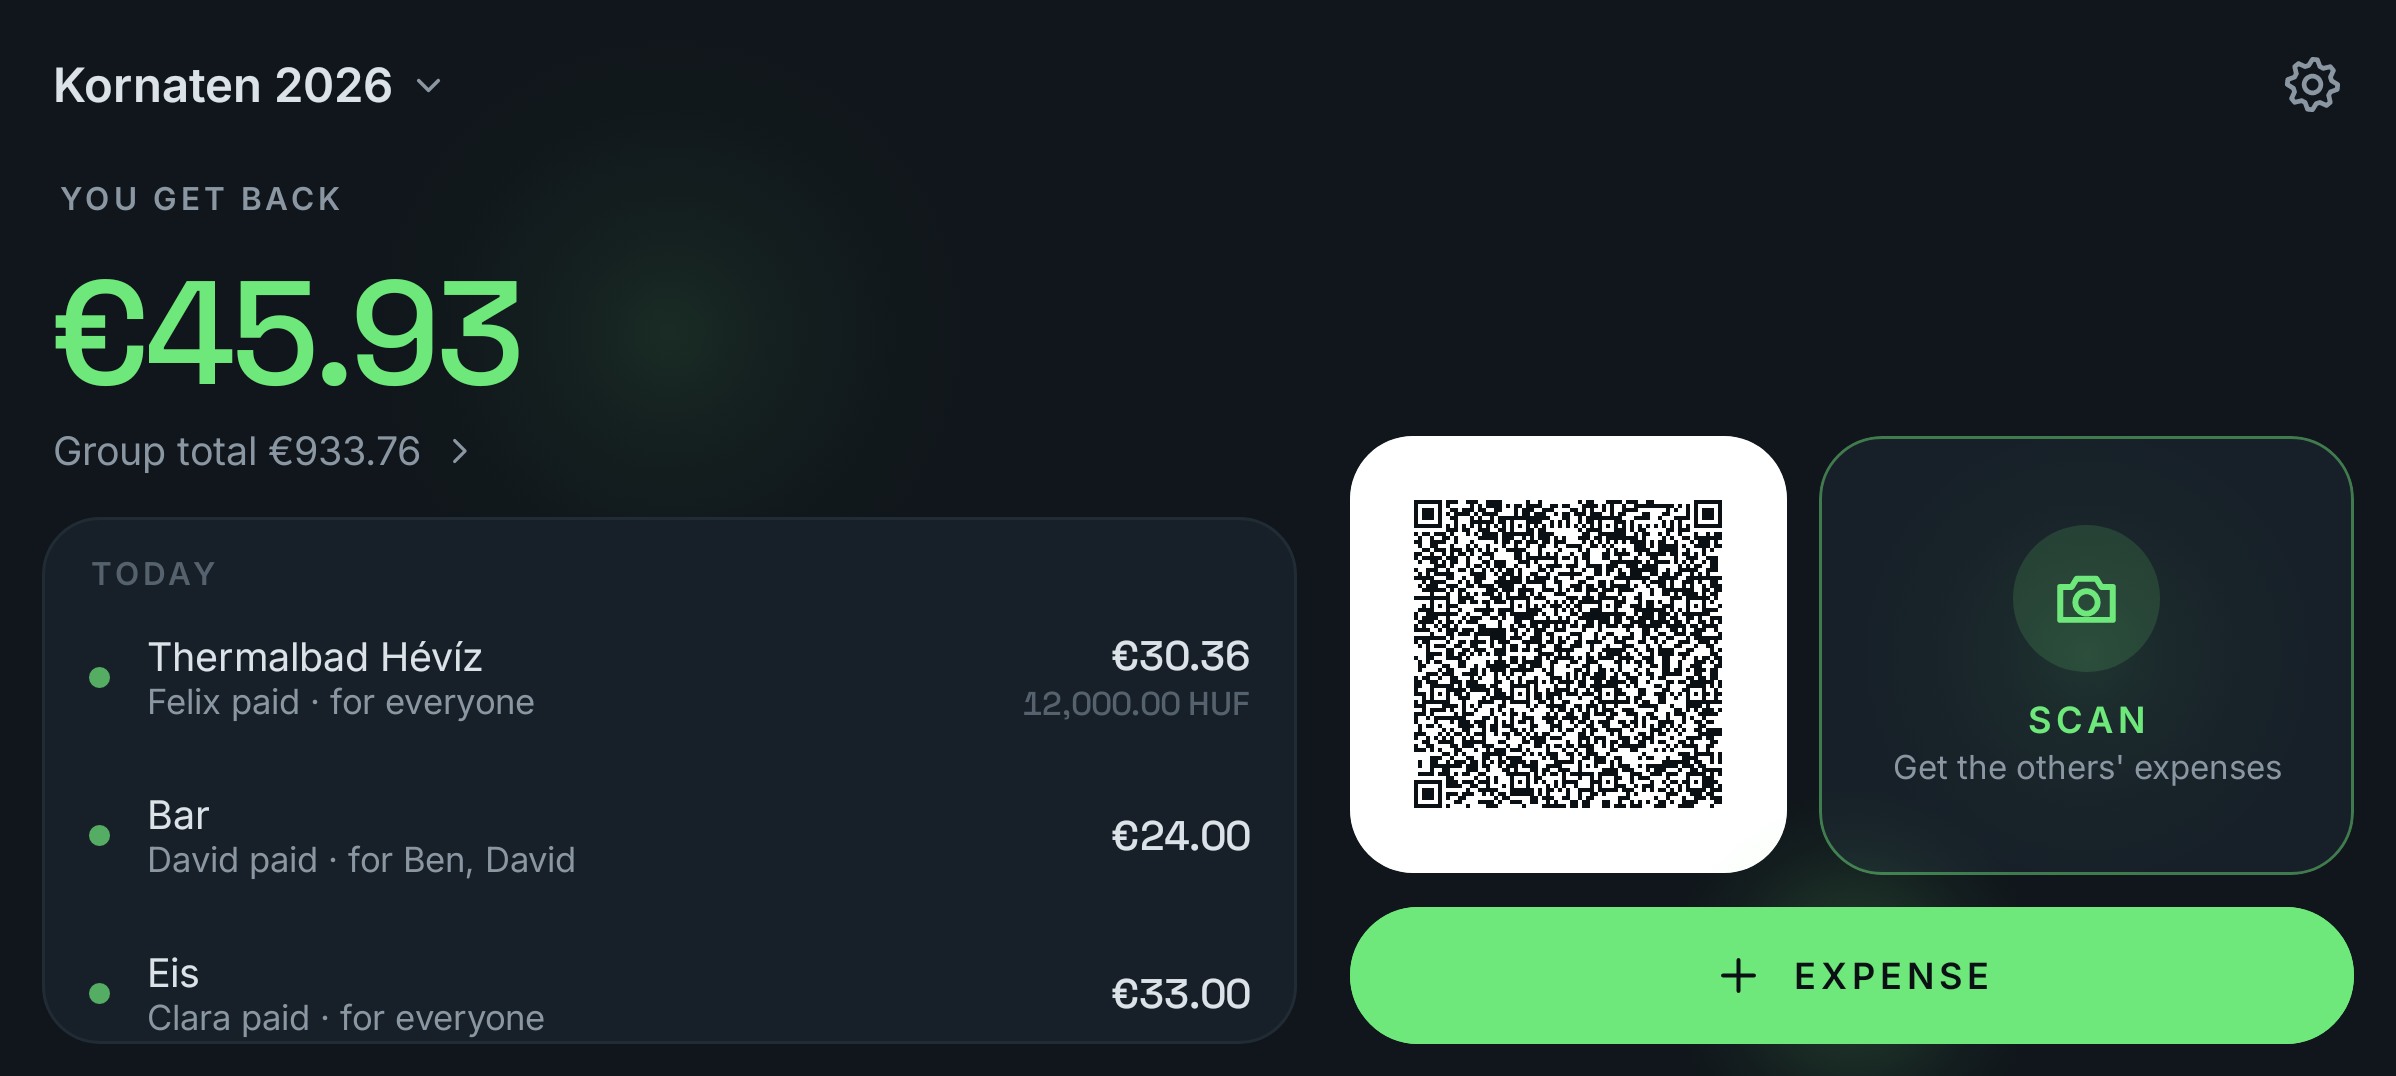 Kornaten 2026
YOU GET BACK
€45.93
Group total €933.76
TODAY
Thermalbad Hévíz
€30.36
Felix paid · for everyone
12,000.00 HUF
Bar
€24.00
David paid · for Ben, David
Eis
€33.00
Clara paid · for everyone
SCAN
Get the others' expenses
+ EXPENSE